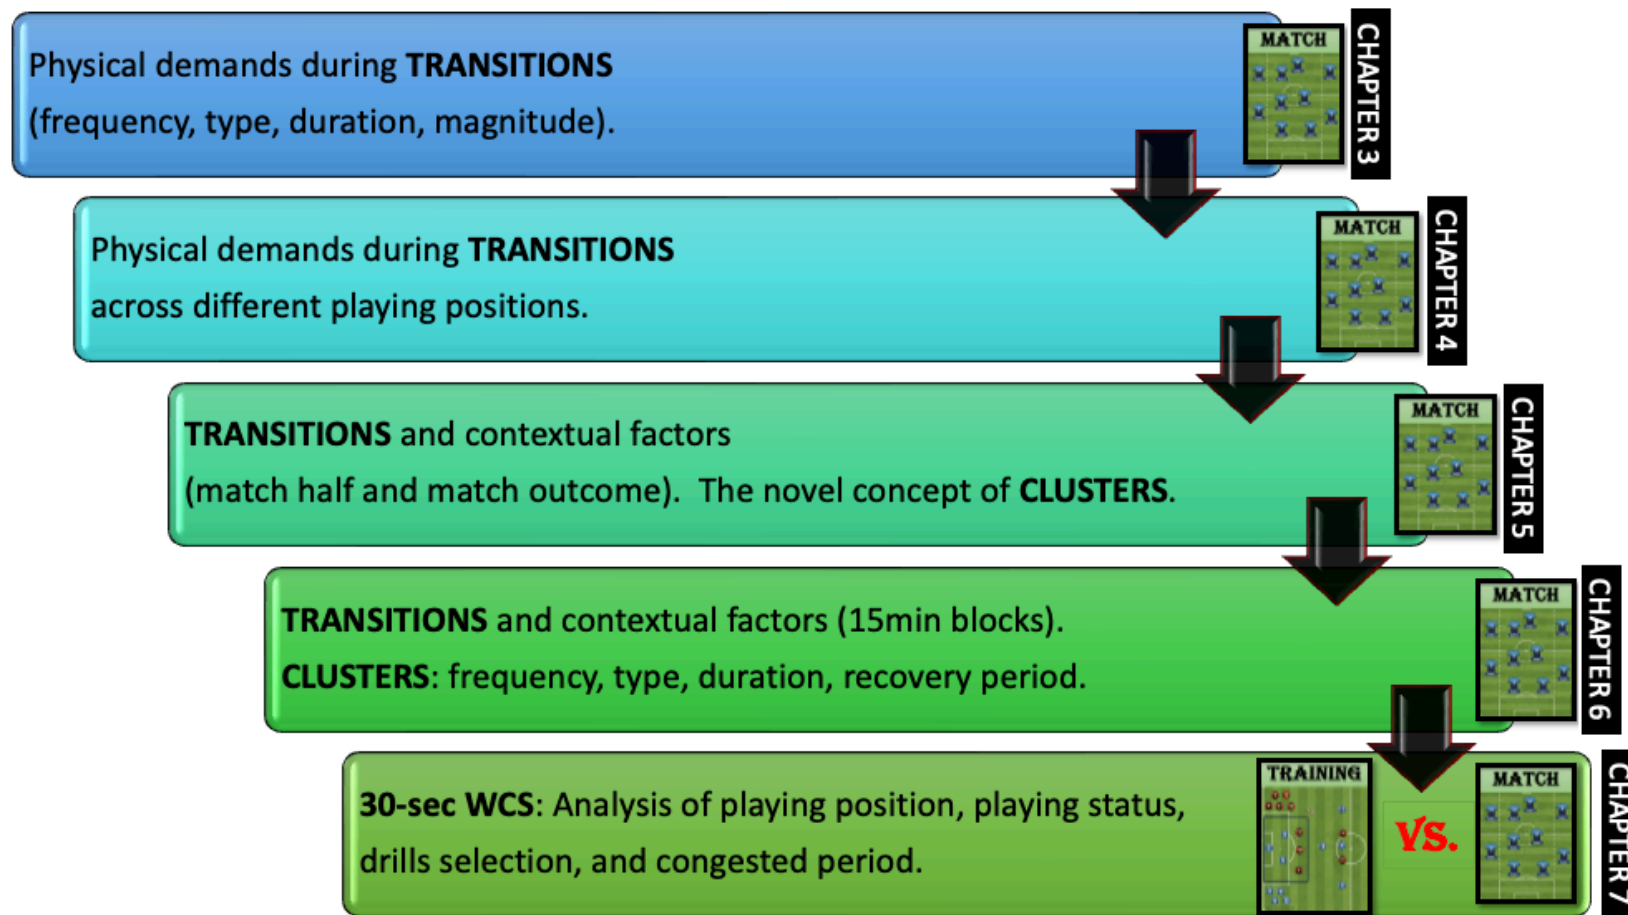 Physical demands during TRANSITIONS
(frequency, type, duration, magnitude).
MATCH
CHAPTER 3
Physical demands during TRANSITIONS
across different playing positions.
MATCH
CHAPTER 4
TRANSITIONS and contextual factors
(match half and match outcome).  The novel concept of CLUSTERS.
MATCH
CHAPTER 5
TRANSITIONS and contextual factors (15min blocks).
CLUSTERS: frequency, type, duration, recovery period.
MATCH
CHAPTER 6
30-sec WCS: Analysis of playing position, playing status,
drills selection, and congested period.
TRAINING
VS.
MATCH
CHAPTER 7